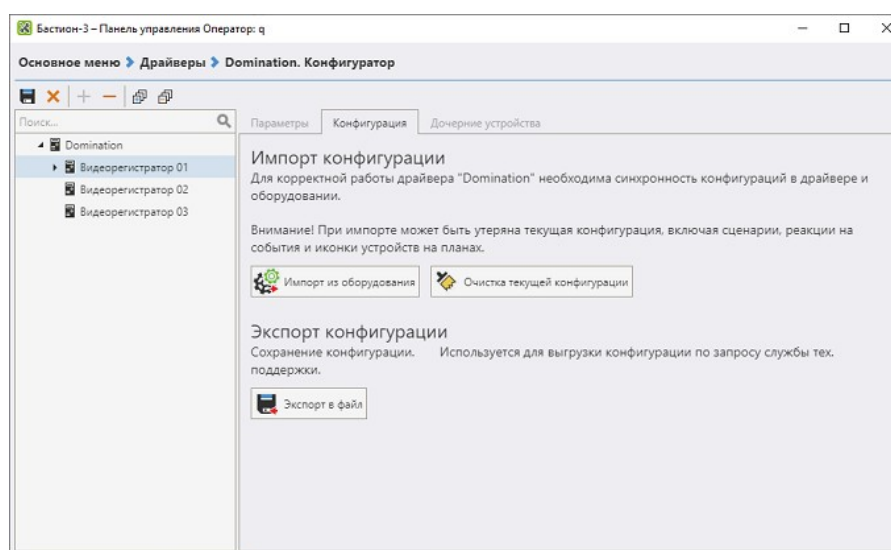 Бастион-3 – Панель управления Оператор: q
Основное меню Драйверы Domination. Конфигуратор
Поиск...
Domination
Видеорегистратор 01
Видеорегистратор 02
Видеорегистратор 03
Параметры Конфигурация Дочерние устройства
Импорт конфигурации
Для корректной работы драйвера "Domination" необходима синхронность конфигураций в драйвере и
оборудовании.
Внимание! При импорте может быть утеряна текущая конфигурация, включая сценарии, реакции на
события и иконки устройств на планах.
Импорт из оборудования Очистка текущей конфигурации
Экспорт конфигурации
Сохранение конфигурации. Используется для выгрузки конфигурации по запросу службы тех.
поддержки.
Экспорт в файл